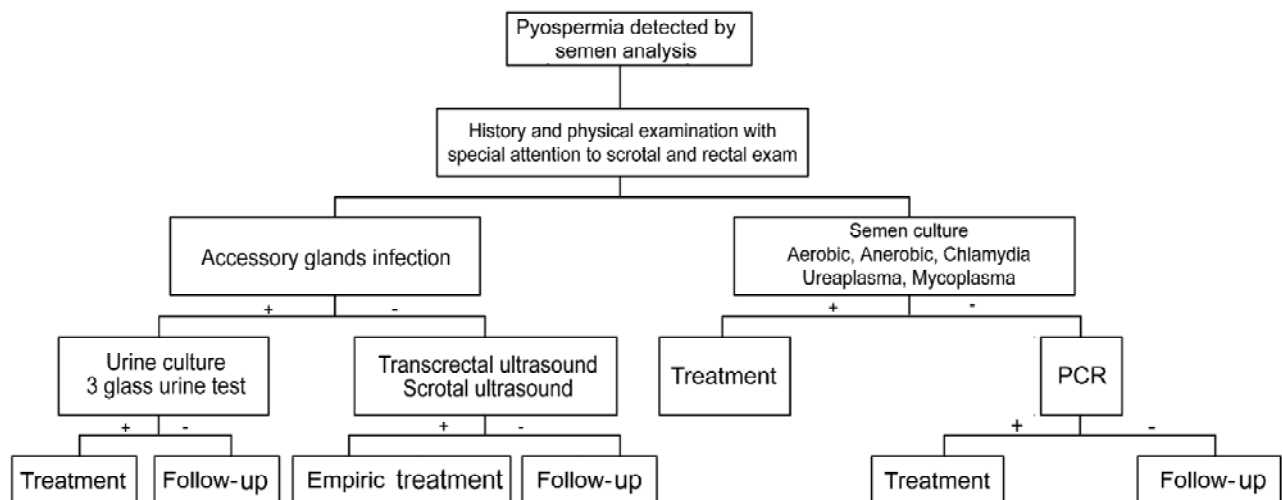 Pyospermia detected by
semen analysis
History and physical examination with
special attention to scrotal and rectal exam
Accessory glands infection
Semen culture
Aerobic, Anerobic, Chlamydia
Ureaplasma, Mycoplasma
+
-
+
-
Urine culture
3 glass urine test
Transcrectal ultrasound
Scrotal ultrasound
Treatment
PCR
+
-
+
-
+
-
Treatment
Follow-up
Empiric treatment
Follow-up
Treatment
Follow-up